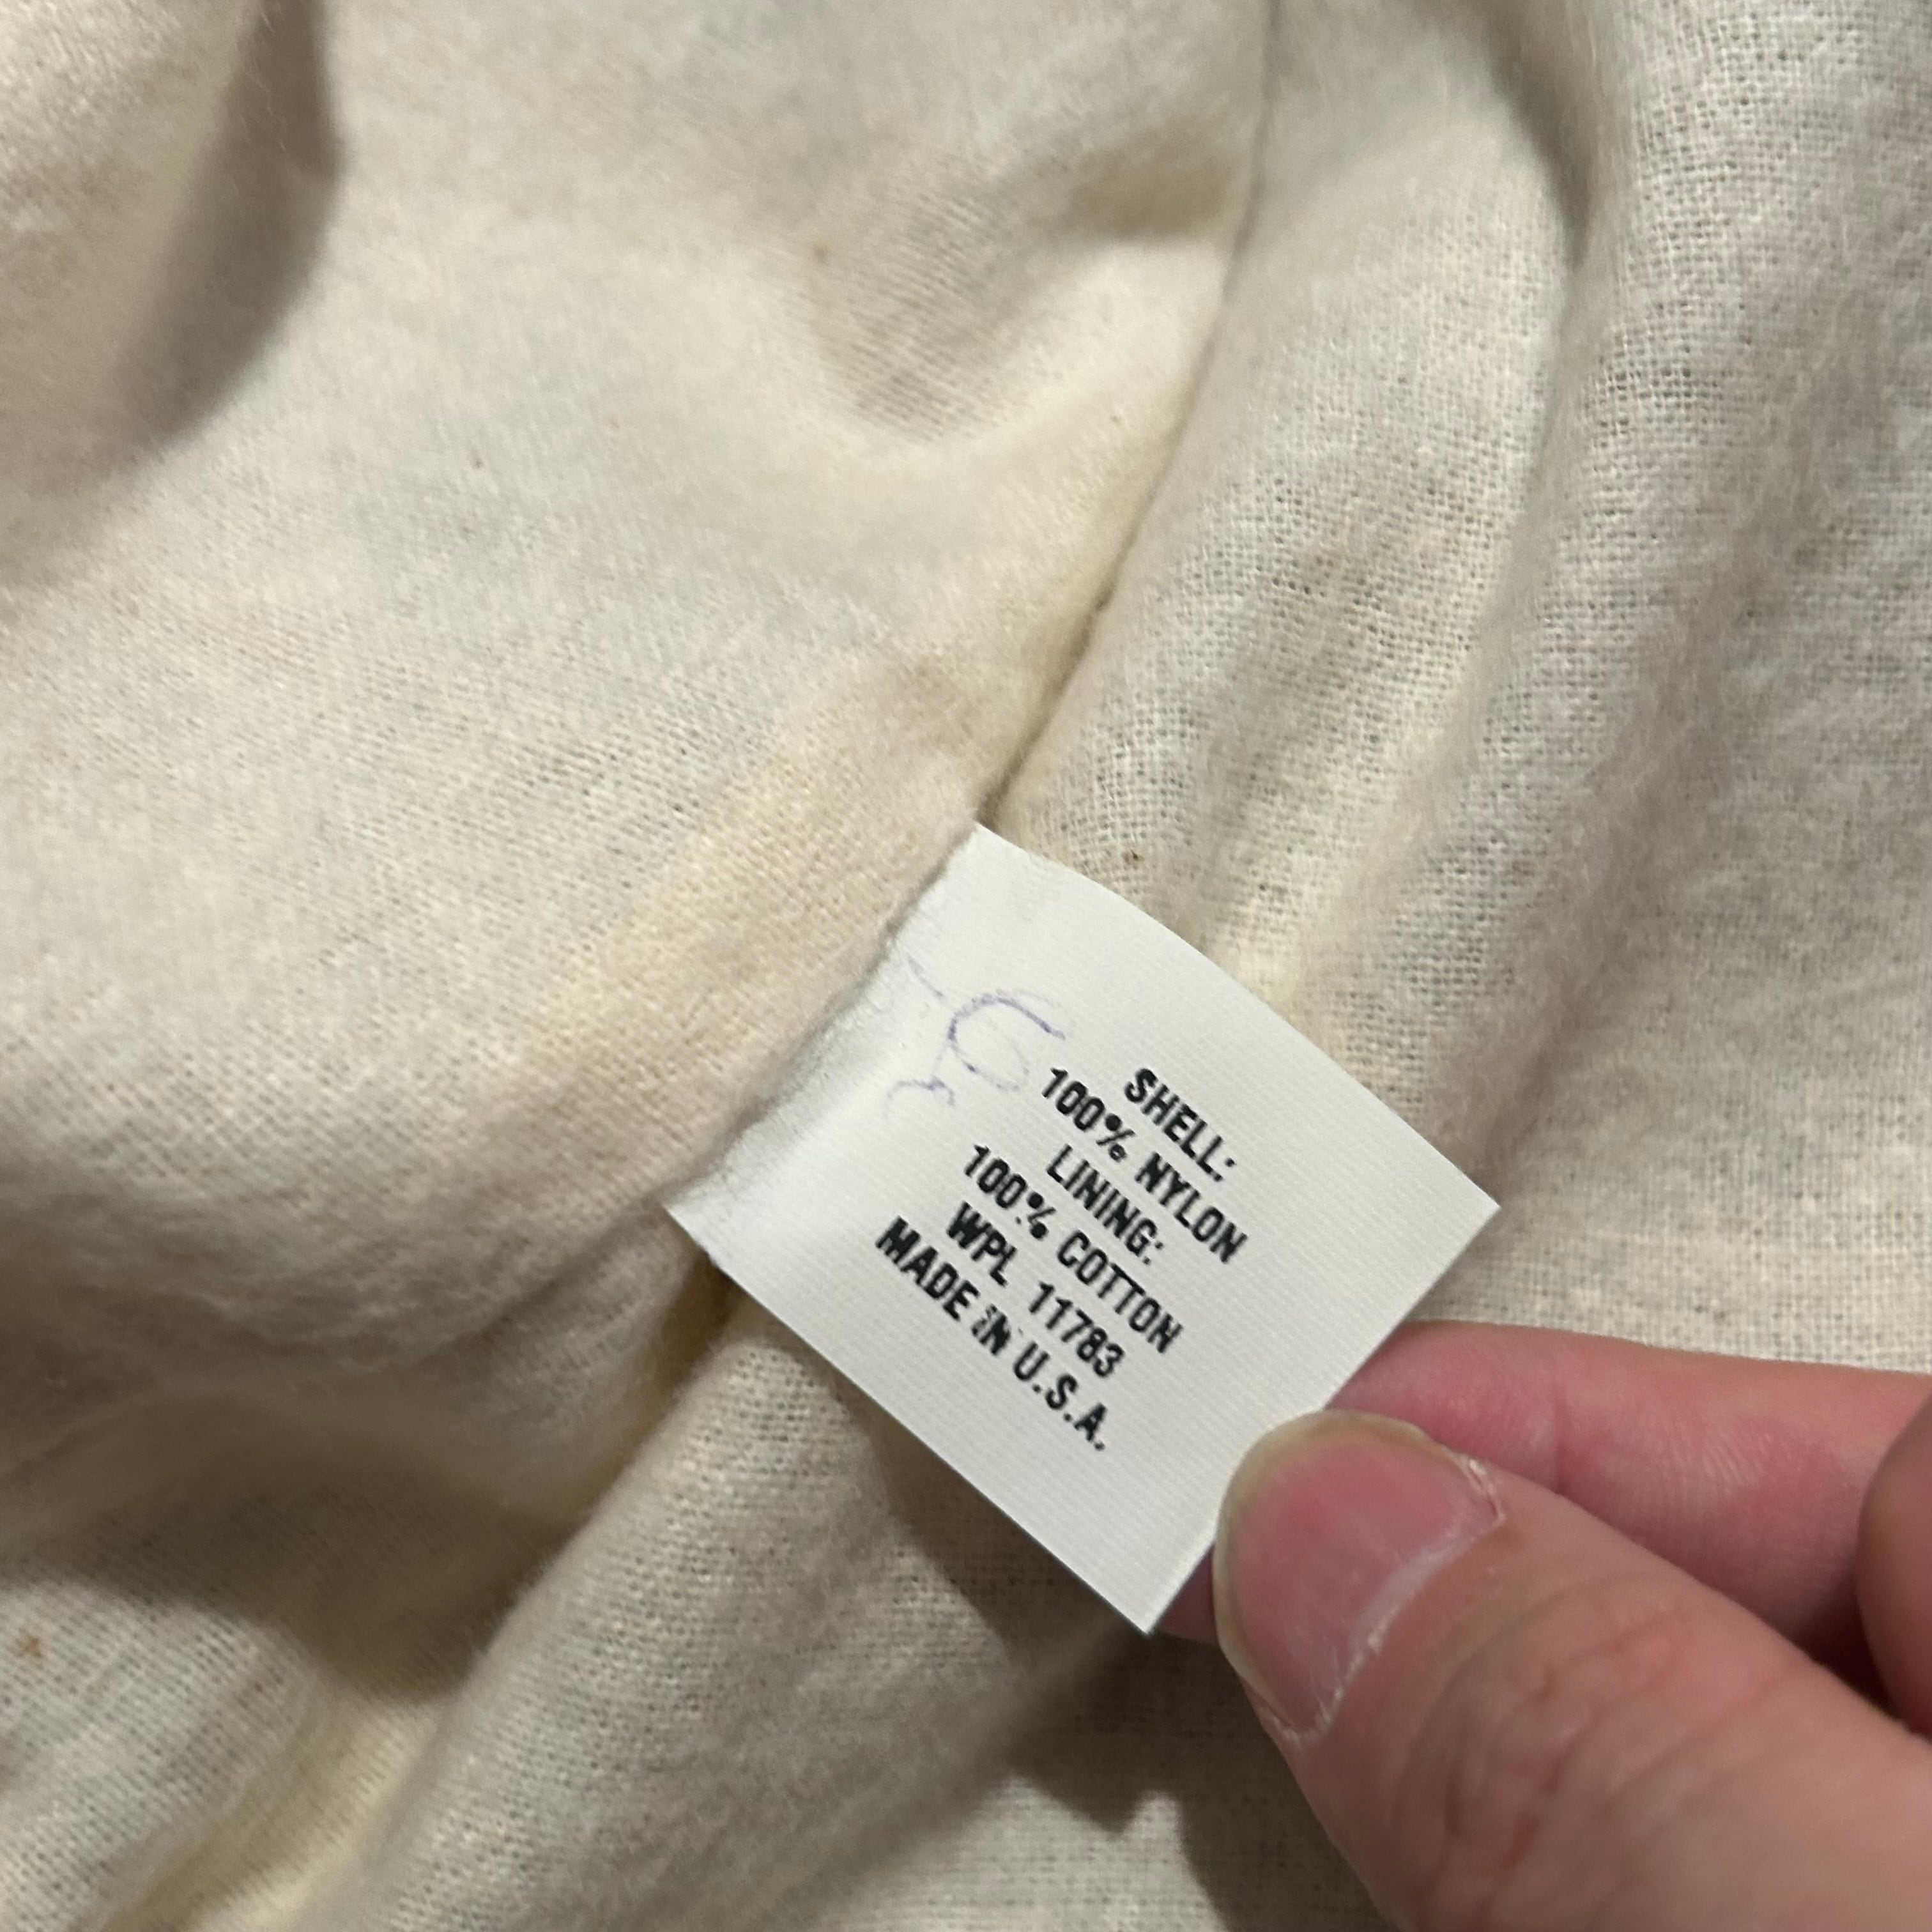 SHELL:
100% NYLON
LINING:
100% COTTON
WPL 11783
MADE IN U.S.A.